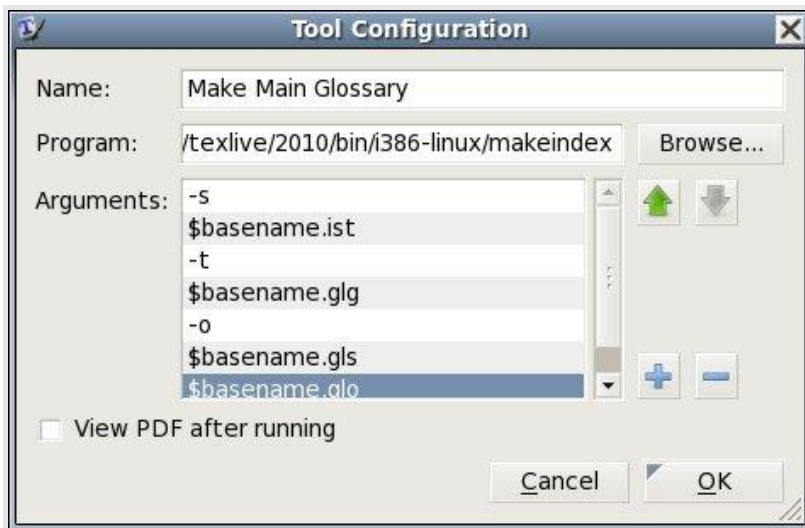 Tool Configuration
Name: Make Main Glossary
Program: /texlive/2010/bin/i386-linux/makeindex Browse...
Arguments: -s
$basename.ist
-t
$basename.glg
-o
$basename.gls
$basename.glo
View PDF after running
Cancel OK